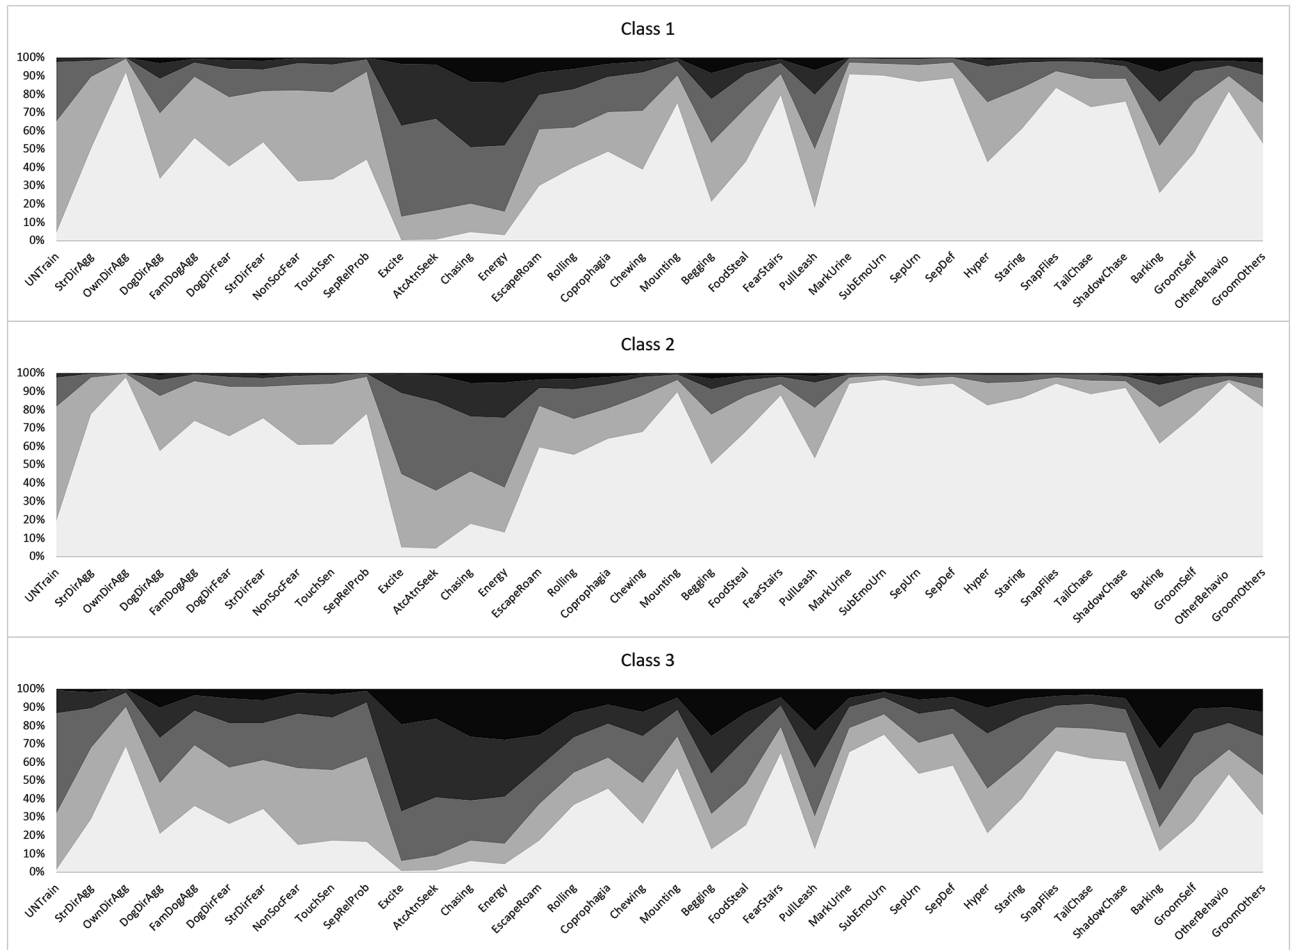 Class 1
100%
90%
80%
70%
60%
50%
40%
30%
20%
10%
0%
UNTrain
StrDirAgg
OwnDirAgg
DogDirAgg
FamDogAgg
DogDirFear
StrDirFear
NonSocFear
TouchSen
SepRelProb
Excite
AtcAtnSeek
Chasing
Energy
EscapeRoam
Rolling
Coprophagia
Chewing
Mounting
Begging
FoodSteal
FearStairs
PullLeash
MarkUrine
SubEmoUrn
SepUrn
SepDef
Hyper
Staring
SnapFlies
TailChase
ShadowChase
Barking
GroomSelf
OtherBehavio
GroomOthers
Class 2
100%
90%
80%
70%
60%
50%
40%
30%
20%
10%
0%
UNTrain
StrDirAgg
OwnDirAgg
DogDirAgg
FamDogAgg
DogDirFear
StrDirFear
NonSocFear
TouchSen
SepRelProb
Excite
AtcAtnSeek
Chasing
Energy
EscapeRoam
Rolling
Coprophagia
Chewing
Mounting
Begging
FoodSteal
FearStairs
PullLeash
MarkUrine
SubEmoUrn
SepUrn
SepDef
Hyper
Staring
SnapFlies
TailChase
ShadowChase
Barking
GroomSelf
OtherBehavio
GroomOthers
Class 3
100%
90%
80%
70%
60%
50%
40%
30%
20%
10%
0%
UNTrain
StrDirAgg
OwnDirAgg
DogDirAgg
FamDogAgg
DogDirFear
StrDirFear
NonSocFear
TouchSen
SepRelProb
Excite
AtcAtnSeek
Chasing
Energy
EscapeRoam
Rolling
Coprophagia
Chewing
Mounting
Begging
FoodSteal
FearStairs
PullLeash
MarkUrine
SubEmoUrn
SepUrn
SepDef
Hyper
Staring
SnapFlies
TailChase
ShadowChase
Barking
GroomSelf
OtherBehavio
GroomOthers